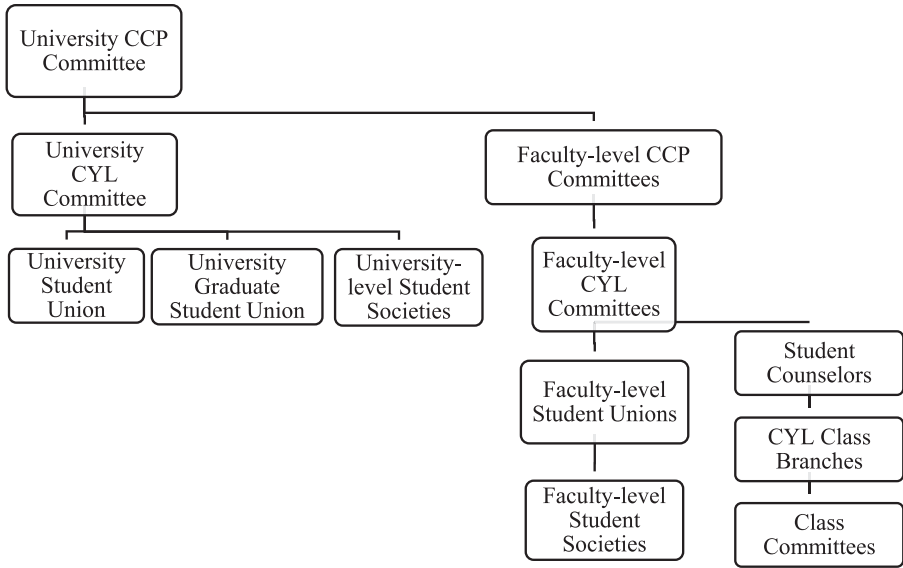 University CCP
Committee
University
CYL
Committee
Faculty-level CCP
Committees
University
Student
Union
University
Graduate
Student Union
University-
level Student
Societies
Faculty-level
CYL
Committees
Student
Counselors
Faculty-level
Student Unions
CYL Class
Branches
Faculty-level
Student
Societies
Class
Committees